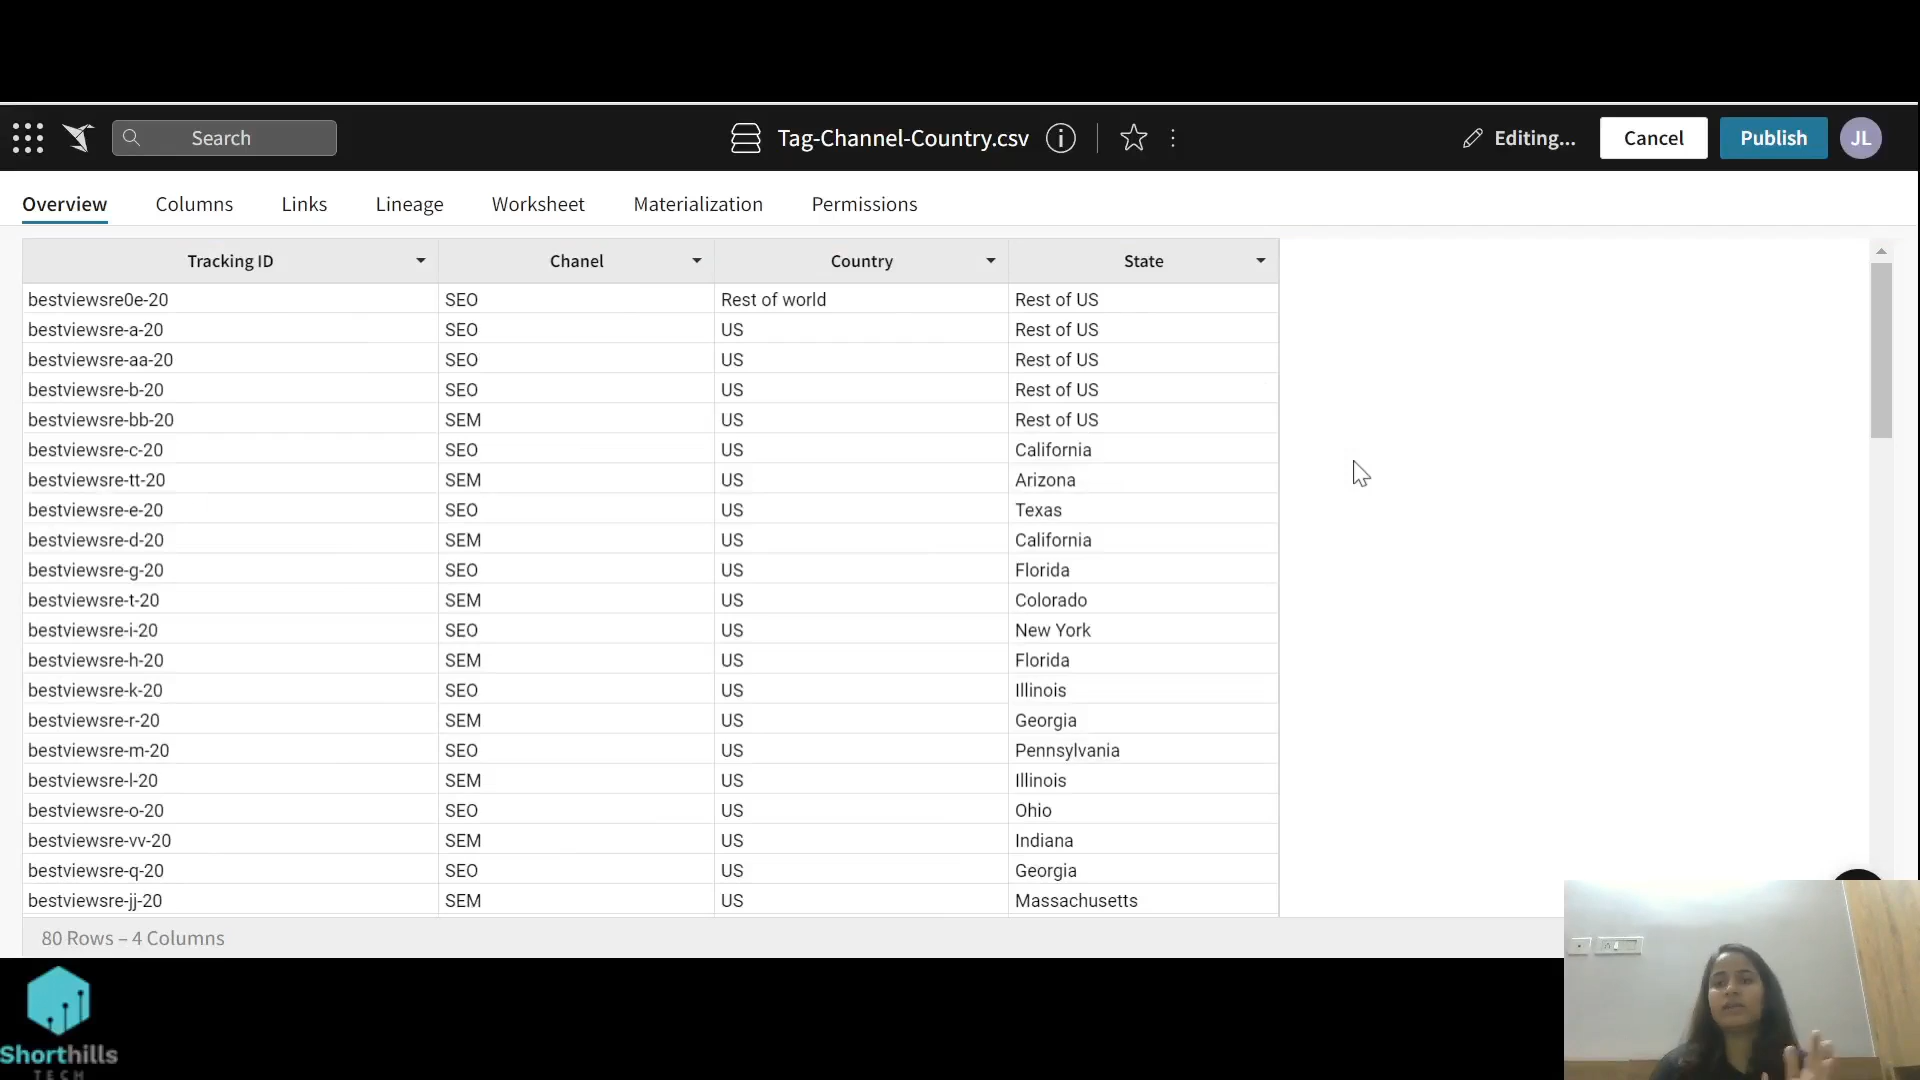 Search
Tag-Channel-Country.csv
Editing...
Cancel
Publish
JL
Overview Columns Links Lineage Worksheet Materialization Permissions
Tracking ID Chanel Country State
bestviewsre0e-20 SEO Rest of world Rest of US
bestviewsre-a-20 SEO US Rest of US
bestviewsre-aa-20 SEO US Rest of US
bestviewsre-b-20 SEO US Rest of US
bestviewsre-bb-20 SEM US Rest of US
bestviewsre-c-20 SEO US California
bestviewsre-tt-20 SEM US Arizona
bestviewsre-e-20 SEO US Texas
bestviewsre-d-20 SEM US California
bestviewsre-g-20 SEO US Florida
bestviewsre-t-20 SEM US Colorado
bestviewsre-i-20 SEO US New York
bestviewsre-h-20 SEM US Florida
bestviewsre-k-20 SEO US Illinois
bestviewsre-r-20 SEM US Georgia
bestviewsre-m-20 SEO US Pennsylvania
bestviewsre-l-20 SEM US Illinois
bestviewsre-o-20 SEO US Ohio
bestviewsre-vv-20 SEM US Indiana
bestviewsre-q-20 SEO US Georgia
bestviewsre-jj-20 SEM US Massachusetts
80 Rows – 4 Columns
Shorthills
TECH